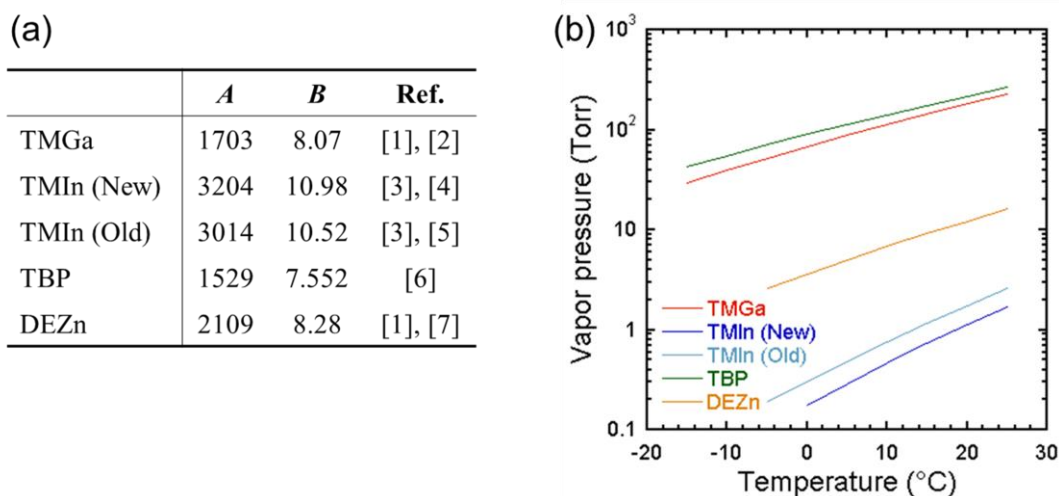 (a)
A B Ref.
TMGa 1703 8.07 [1], [2]
TMIn (New) 3204 10.98 [3], [4]
TMIn (Old) 3014 10.52 [3], [5]
TBP 1529 7.552 [6]
DEZn 2109 8.28 [1], [7]
(b)
Vapor pressure (Torr)
10³
10²
10
1
0.1
TMGa
TMIn (New)
TMIn (Old)
TBP
DEZn
-20 -10 0 10 20 30
Temperature (°C)